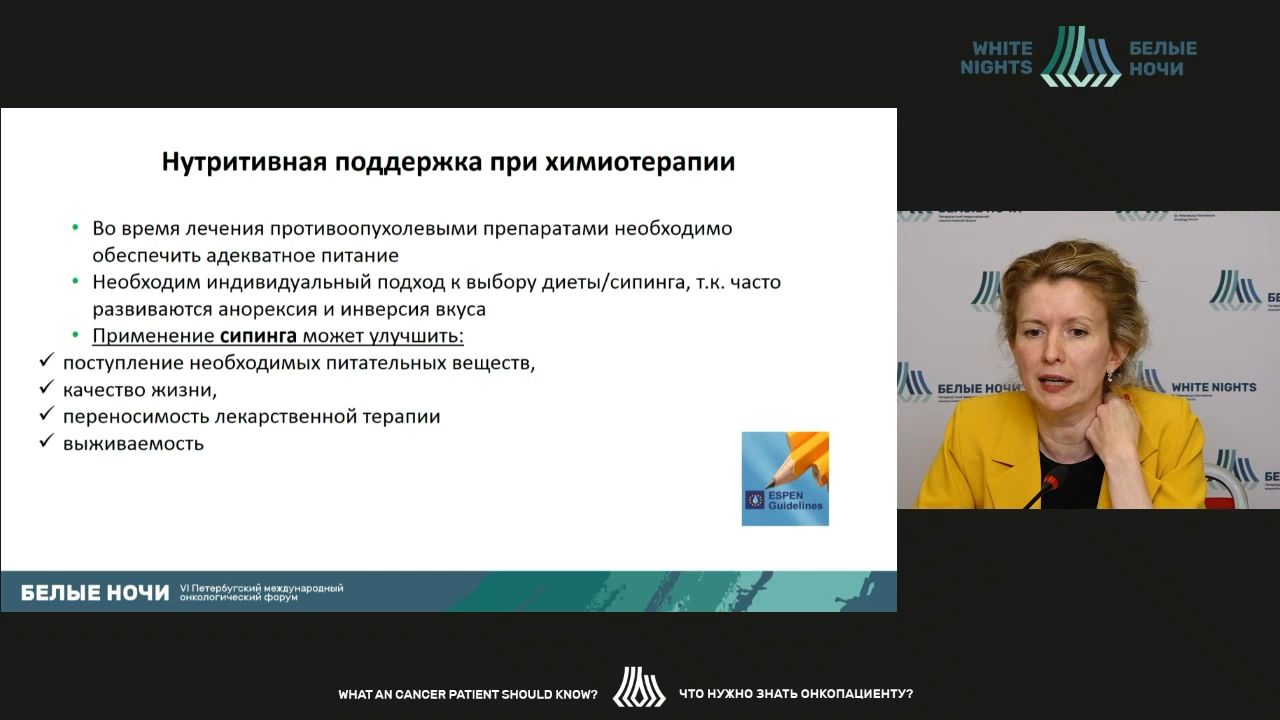 WHITE
NIGHTS
БЕЛЫЕ
НОЧИ
Нутритивная поддержка при химиотерапии
• Во время лечения противоопухолевыми препаратами необходимо
обеспечить адекватное питание
• Необходим индивидуальный подход к выбору диеты/сипинга, т.к. часто
развиваются анорексия и инверсия вкуса
• Применение сипинга может улучшить:
✓ поступление необходимых питательных веществ,
✓ качество жизни,
✓ переносимость лекарственной терапии
✓ выживаемость
ESPEN
Guidelines
БЕЛЫЕ НОЧИ
VI Петербугский международный
онкологический форум
БЕЛЫЕ НОЧИ
WHITE NIGHTS
WHAT AN CANCER PATIENT SHOULD KNOW?
ЧТО НУЖНО ЗНАТЬ ОНКОПАЦИЕНТУ?